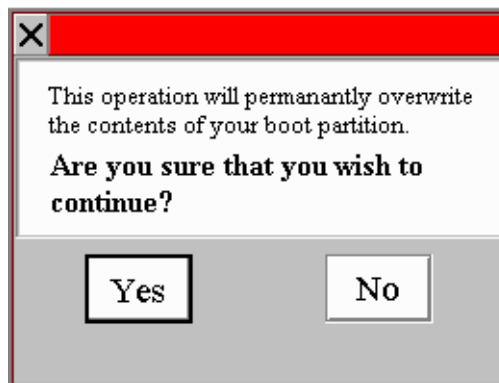 This operation will permanantly overwrite
the contents of your boot partition.
Are you sure that you wish to
continue?
Yes No